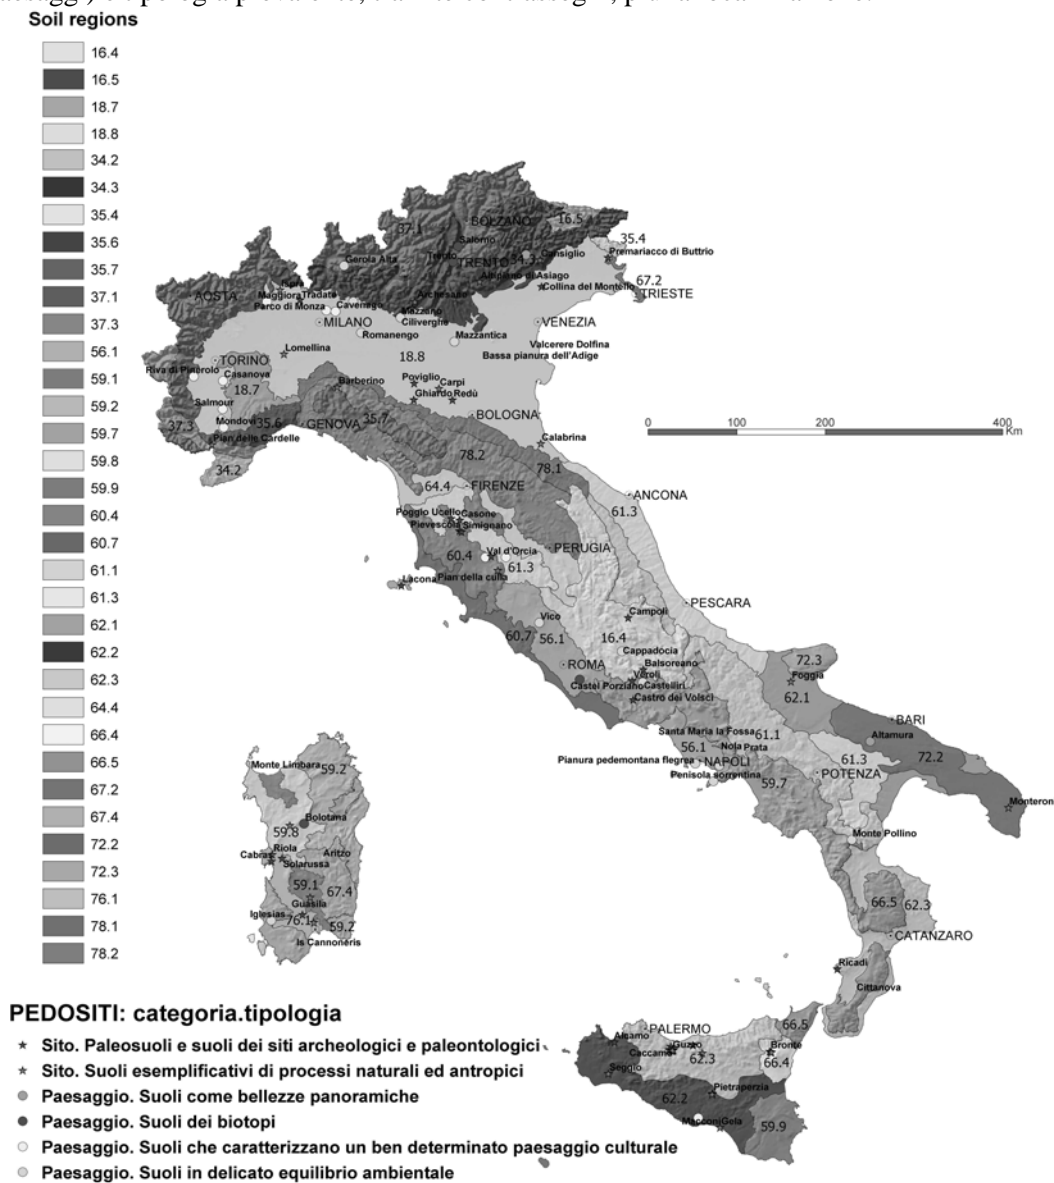 Soil regions
16.4
16.5
18.7
18.8
34.2
34.3
35.4
35.6
35.7
37.1
37.3
56.1
59.1
59.2
59.7
59.8
59.9
60.4
60.7
61.1
61.3
62.1
62.2
62.3
64.4
66.4
66.5
67.2
67.4
72.2
72.3
76.1
78.1
78.2
BOLZANO
16.5
37.1
Salorno
35.4
Premariacco di Buttrio
Gerola Alta
Trento
TRENTO
34.3
Cansiglio
Altipiano di Asiago
67.2
Ispra
Collina del Montello
TRIESTE
AOSTA
Maggiora
Tradate
Archesane
Parco di Monza
Cavenago
Mazzano
MILANO
Ciliverghe
VENEZIA
Romanengo
Mazzantica
Valcerere Dolfina
Lomellina
18.8
Bassa pianura dell'Adige
TORINO
Riva di Pinerolo
Casanova
Barberino
Poviglio
Carpi
18.7
Ghiardo
Redù
Salmour
BOLOGNA
Mondovì
35.6
GENOVA
35.7
37.3
Pian delle Cardelle
Calabrina
0
100
200
400
Km
34.2
78.2
78.1
64.4
FIRENZE
ANCONA
61.3
Poggio Ucello
Casone
Pievescola
Simignano
60.4
Val d'Orcia
PERUGIA
61.3
Lacona
Pian della culla
PESCARA
Campoli
Vico
60.7
56.1
16.4
Cappadocia
ROMA
Balsoreano
72.3
Veroli
Foggia
Castel Porziano
Castelliri
62.1
Castro dei Volsci
BARI
Santa Maria la Fossa
61.1
Altamura
56.1
Nola
Prata
61.3
72.2
Pianura pedemontana flegrea
NAPOLI
POTENZA
Penisola sorrentina
59.7
Monteron
Monte Limbara
59.2
Bolotana
59.8
Monte Pollino
Riola
Cabras
Solarussa
Aritzo
59.1
67.4
66.5
62.3
Guasila
Iglesias
76.1
59.2
CATANZARO
Is Cannoneris
Ricadi
Cittanova
PEDOSITI: categoria.tipologia
66.5
Alcamo
PALERMO
Sito. Paleosuoli e suoli dei siti archeologici e paleontologici
Caccamo
Guzzo
Bronte
62.3
66.4
Sito. Suoli esemplificativi di processi naturali ed antropici
Seggio
Pietraperzia
Paesaggio. Suoli come bellezze panoramiche
62.2
Paesaggio. Suoli dei biotopi
Macconi
Gela
59.9
Paesaggio. Suoli che caratterizzano un ben determinato paesaggio culturale
Paesaggio. Suoli in delicato equilibrio ambientale